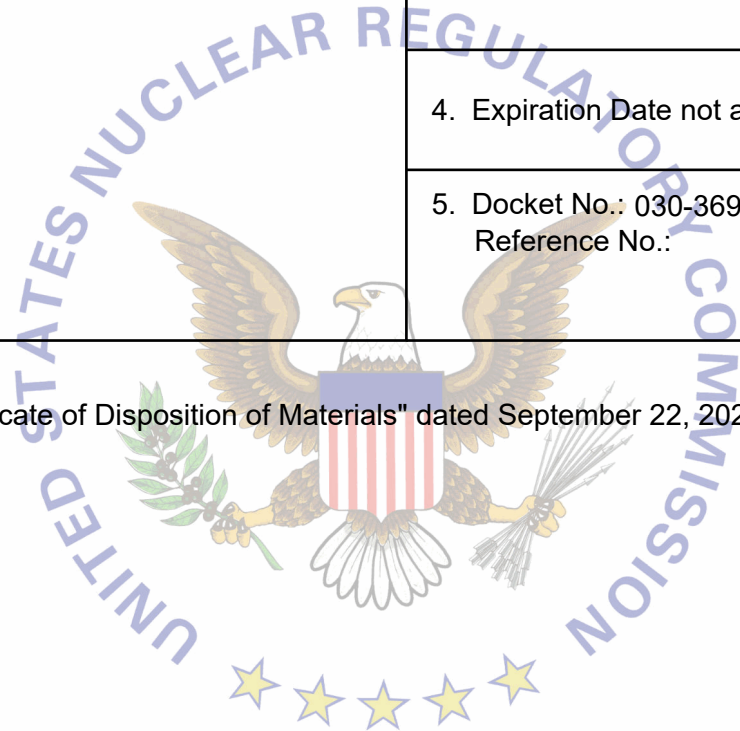 UNITED STATES NUCLEAR REGULATORY COMMISSION
4. Expiration Date not a
5. Docket No.: 030-369
Reference No.:
cate of Disposition of Materials" dated September 22, 202